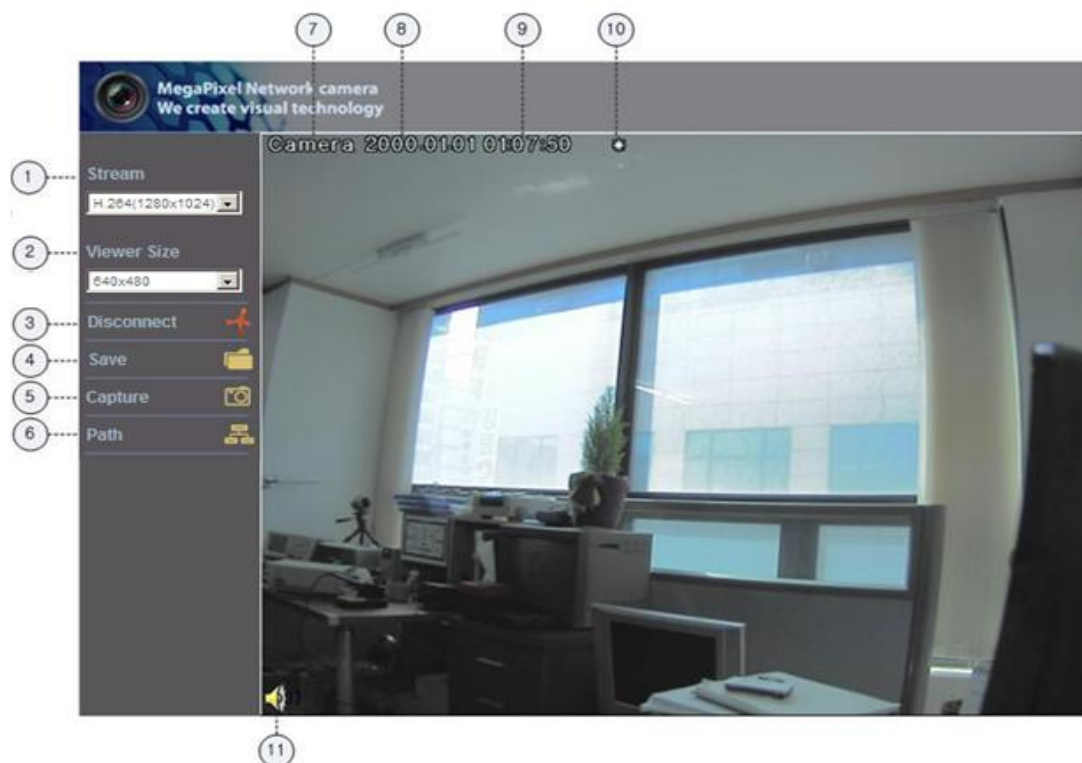 7 8 9 10
MegaPixel Network camera
We create visual technology
Camera 2000.01.01 01:07:50
1 Stream
H.264(1280x1024)
2 Viewer Size
640x480
3 Disconnect
4 Save
5 Capture
6 Path
11